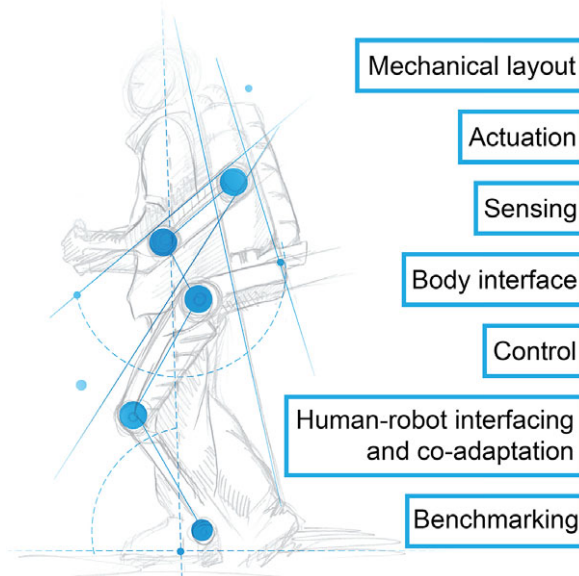 Mechanical layout
Actuation
Sensing
Body interface
Control
Human-robot interfacing
and co-adaptation
Benchmarking